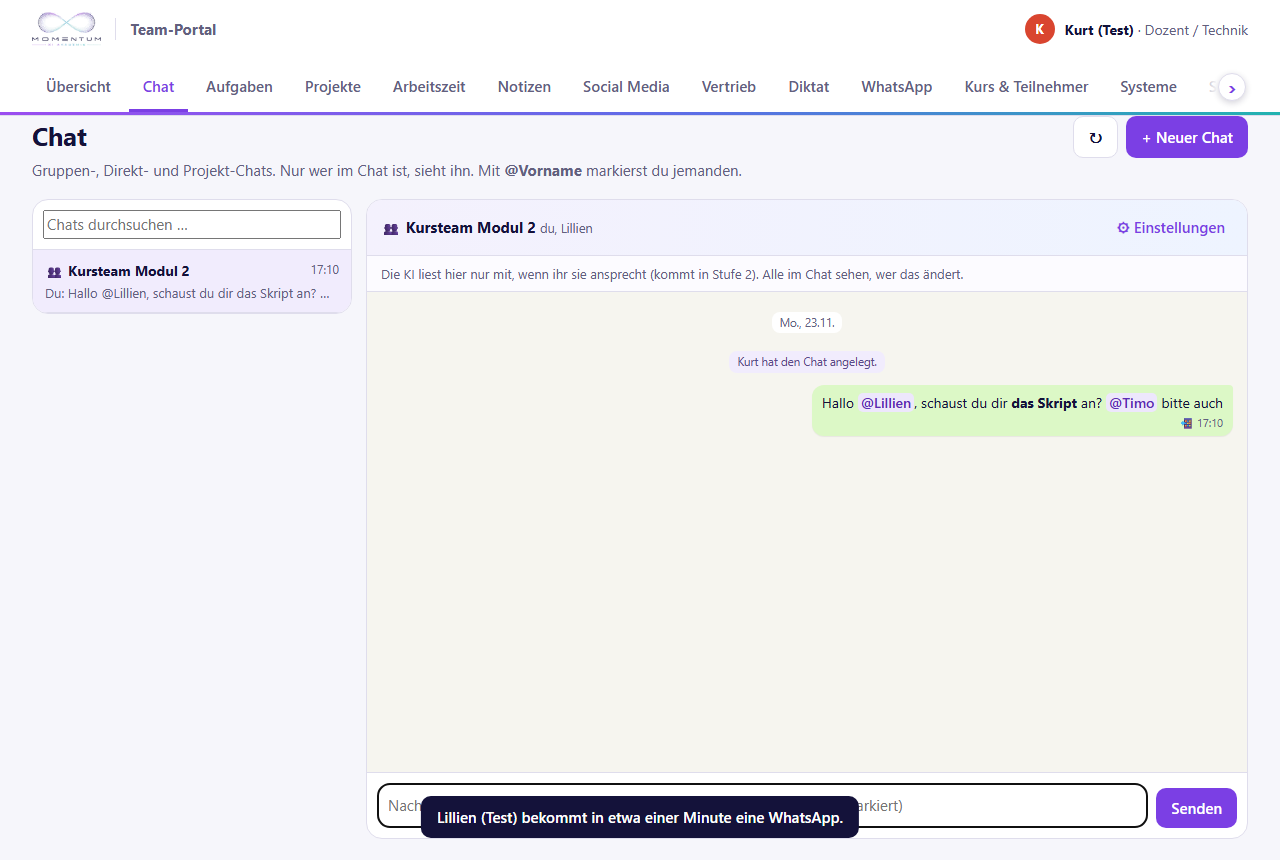 MOMENTUM
Team-Portal
K
Kurt (Test) · Dozent / Technik
Übersicht
Chat
Aufgaben
Projekte
Arbeitszeit
Notizen
Social Media
Vertrieb
Diktat
WhatsApp
Kurs & Teilnehmer
Systeme
Chat
+ Neuer Chat
Gruppen-, Direkt- und Projekt-Chats. Nur wer im Chat ist, sieht ihn. Mit @Vorname markierst du jemanden.
Chats durchsuchen ...
Kursteam Modul 2
17:10
Du: Hallo @Lillien, schaust du dir das Skript an? ...
Kursteam Modul 2 du, Lillien
Einstellungen
Die KI liest hier nur mit, wenn ihr sie ansprecht (kommt in Stufe 2). Alle im Chat sehen, wer das ändert.
Mo., 23.11.
Kurt hat den Chat angelegt.
Hallo @Lillien, schaust du dir das Skript an? @Timo bitte auch
17:10
Lillien (Test) bekommt in etwa einer Minute eine WhatsApp.
Senden